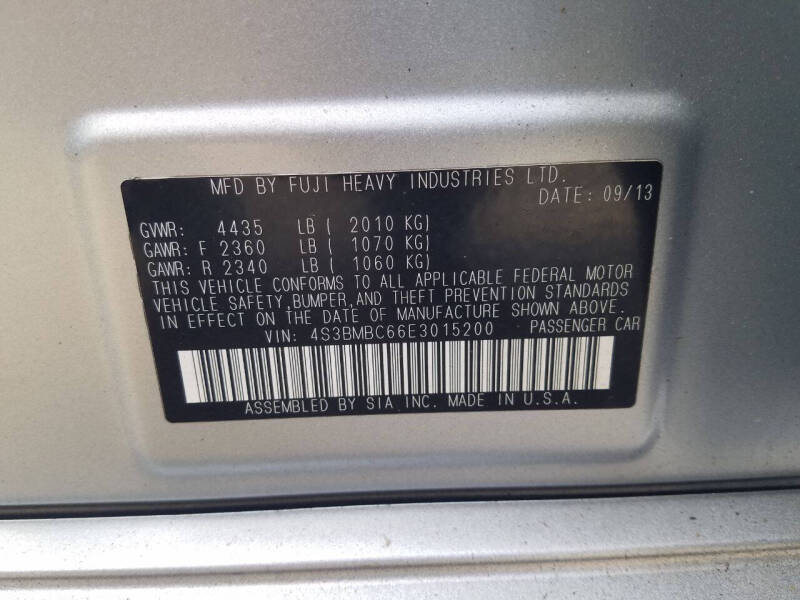 MFD BY FUJI HEAVY INDUSTRIES LTD.
DATE: 09/13
GVWR: 4435 LB ( 2010 KG)
GAWR: F 2360 LB ( 1070 KG)
GAWR: R 2340 LB ( 1060 KG)
THIS VEHICLE CONFORMS TO ALL APPLICABLE FEDERAL MOTOR
VEHICLE SAFETY,BUMPER,AND THEFT PREVENTION STANDARDS
IN EFFECT ON THE DATE OF MANUFACTURE SHOWN ABOVE.
VIN: 4S3BMBC66E3015200 PASSENGER CAR
ASSEMBLED BY SIA INC. MADE IN U.S.A.